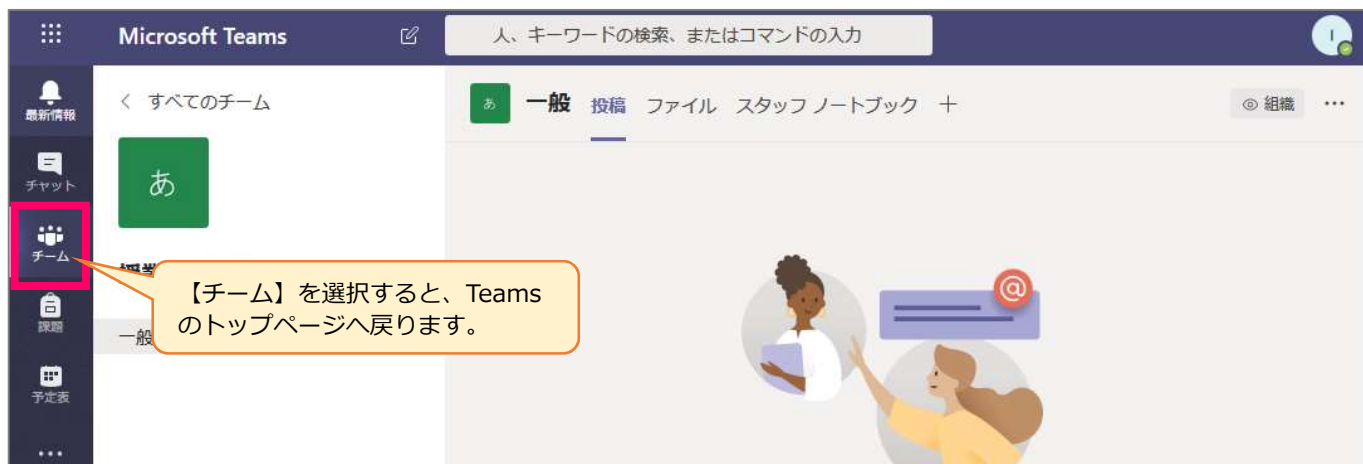 Microsoft Teams
人、キーワードの検索、またはコマンドの入力
I
最新情報
チャット
チーム
課題
予定表
…
< すべてのチーム
あ
一般
【チーム】を選択すると、Teams
のトップページへ戻ります。
あ 一般 投稿 ファイル スタッフ ノートブック +
組織 …
@